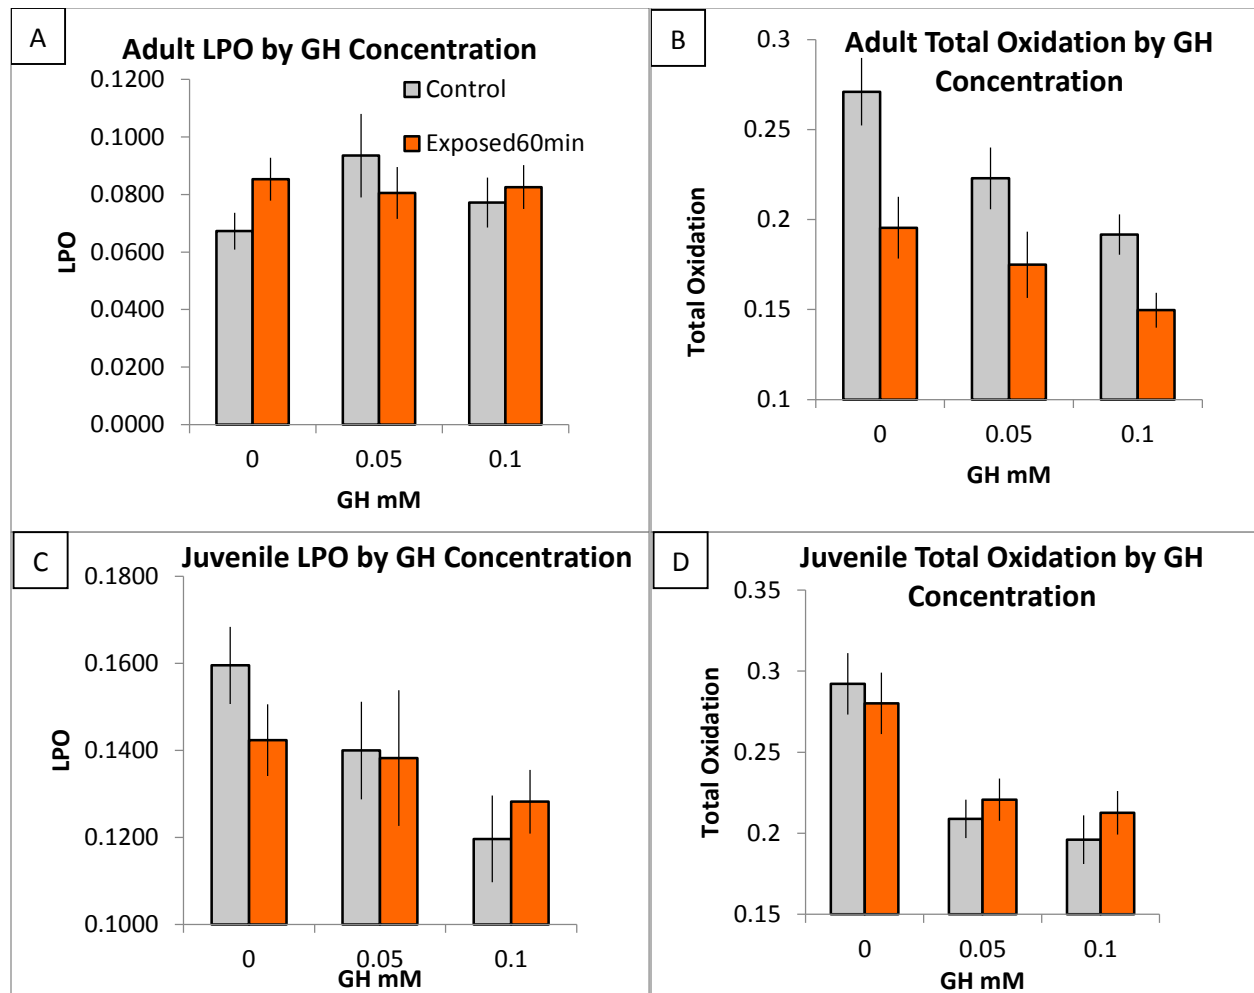 A
Adult LPO by GH Concentration
0.1200
0.1000
0.0800
0.0600
0.0400
0.0200
0.0000
LPO
Control
Exposed60min
0 0.05 0.1
GH mM
B
Adult Total Oxidation by GH
Concentration
0.3
0.25
0.2
0.15
0.1
Total Oxidation
0 0.05 0.1
GH mM
C
Juvenile LPO by GH Concentration
0.1800
0.1600
0.1400
0.1200
0.1000
LPO
0 0.05 0.1
GH mM
D
Juvenile Total Oxidation by GH
Concentration
0.35
0.3
0.25
0.2
0.15
Total Oxidation
0 0.05 0.1
GH mM